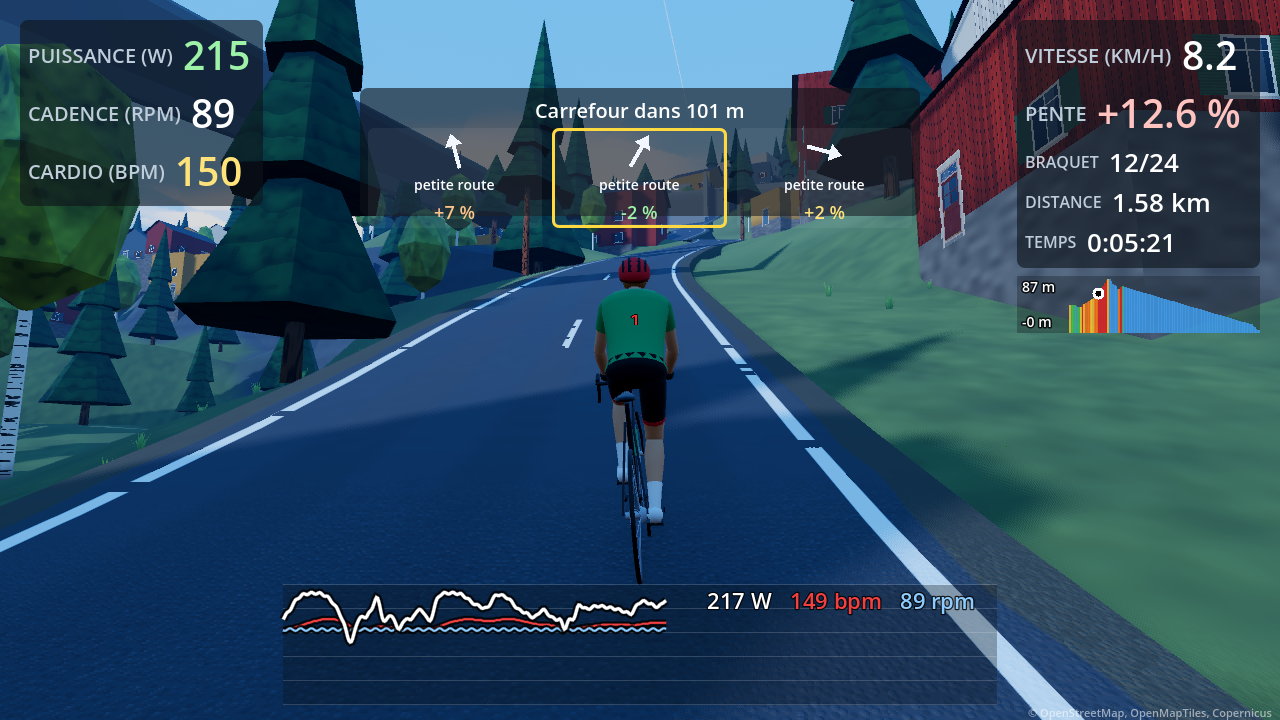 PUISSANCE (W) 215
CADENCE (RPM) 89
CARDIO (BPM) 150
Carrefour dans 101 m
petite route
+7 %
petite route
-2 %
petite route
+2 %
VITESSE (KM/H) 8.2
PENTE +12.6 %
BRAQUET 12/24
DISTANCE 1.58 km
TEMPS 0:05:21
87 m
-0 m
1
217 W 149 bpm 89 rpm
© OpenStreetMap, OpenMapTiles, Copernicus